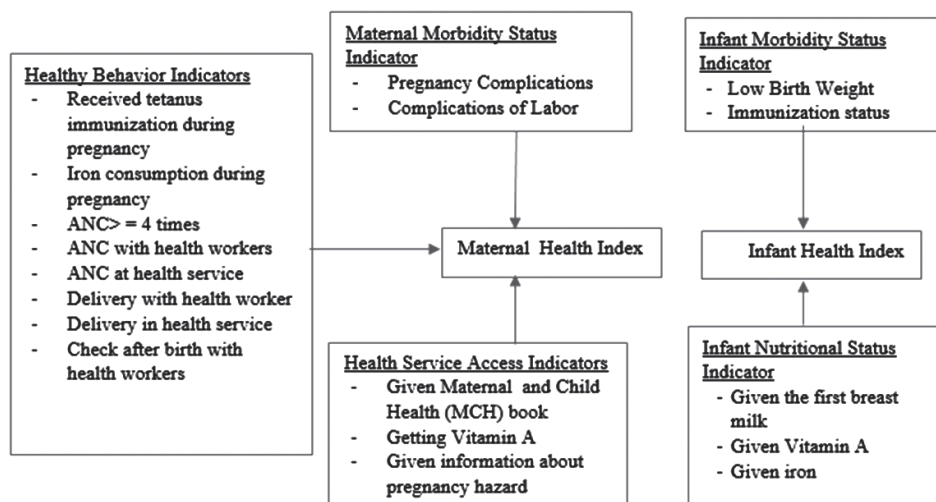 Healthy Behavior Indicators
- Received tetanus
immunization during
pregnancy
- Iron consumption during
pregnancy
- ANC> = 4 times
- ANC with health workers
- ANC at health service
- Delivery with health worker
- Delivery in health service
- Check after birth with
health workers
Maternal Morbidity Status
Indicator
- Pregnancy Complications
- Complications of Labor
Maternal Health Index
Health Service Access Indicators
- Given Maternal and Child
Health (MCH) book
- Getting Vitamin A
- Given information about
pregnancy hazard
Infant Morbidity Status
Indicator
- Low Birth Weight
- Immunization status
Infant Health Index
Infant Nutritional Status
Indicator
- Given the first breast
milk
- Given Vitamin A
- Given iron